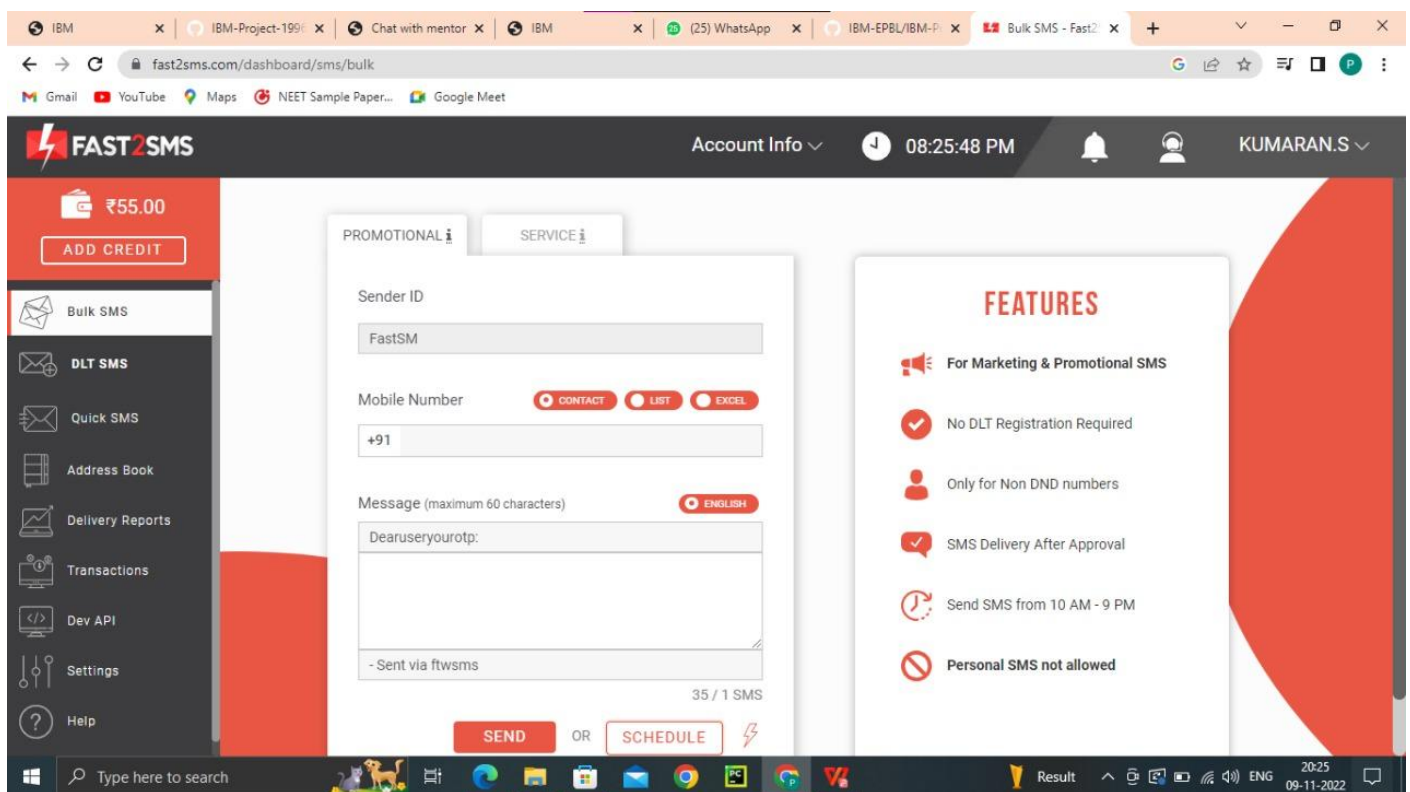 IBM
IBM-Project-1996
Chat with mentor
IBM
(25) WhatsApp
IBM-EPBL/IBM-P
Bulk SMS - Fast2
fast2sms.com/dashboard/sms/bulk
Gmail
YouTube
Maps
NEET Sample Paper...
Google Meet
FAST2SMS
Account Info
08:25:48 PM
KUMARAN.S
₹55.00
ADD CREDIT
Bulk SMS
DLT SMS
Quick SMS
Address Book
Delivery Reports
Transactions
Dev API
Settings
Help
PROMOTIONAL i
SERVICE i
Sender ID
FastSM
Mobile Number
CONTACT
LIST
EXCEL
+91
Message (maximum 60 characters)
ENGLISH
Dearuseryourotp:
- Sent via ftwsms
35 / 1 SMS
SEND
OR
SCHEDULE
FEATURES
For Marketing & Promotional SMS
No DLT Registration Required
Only for Non DND numbers
SMS Delivery After Approval
Send SMS from 10 AM - 9 PM
Personal SMS not allowed
Type here to search
Result
ENG
20:25
09-11-2022